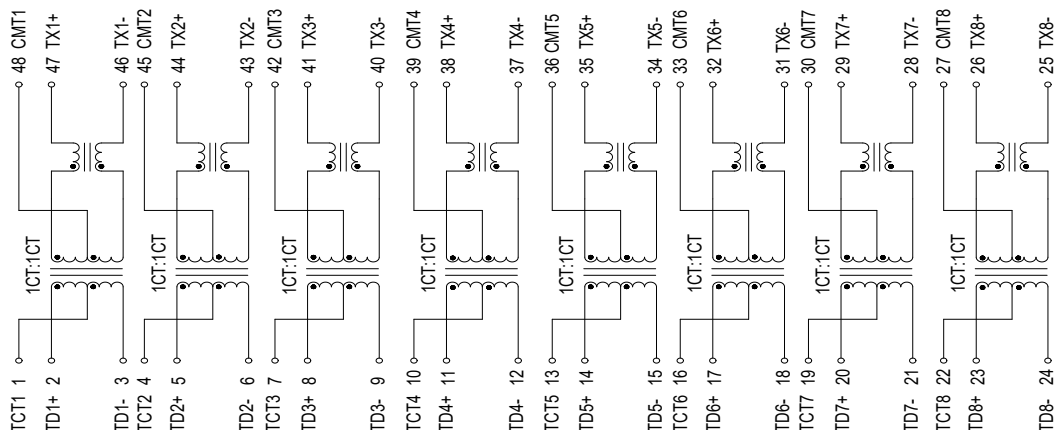 48 CMT1
47 TX1+
46 TX1-
45 CMT2
44 TX2+
43 TX2-
42 CMT3
41 TX3+
40 TX3-
39 CMT4
38 TX4+
37 TX4-
36 CMT5
35 TX5+
34 TX5-
33 CMT6
32 TX6+
31 TX6-
30 CMT7
29 TX7+
28 TX7-
27 CMT8
26 TX8+
25 TX8-
1CT:1CT
1CT:1CT
1CT:1CT
1CT:1CT
1CT:1CT
1CT:1CT
1CT:1CT
1CT:1CT
TCT1 1
TD1+ 2
TD1- 3
TCT2 4
TD2+ 5
TD2- 6
TCT3 7
TD3+ 8
TD3- 9
TCT4 10
TD4+ 11
TD4- 12
TCT5 13
TD5+ 14
TD5- 15
TCT6 16
TD6+ 17
TD6- 18
TCT7 19
TD7+ 20
TD7- 21
TCT8 22
TD8+ 23
TD8- 24